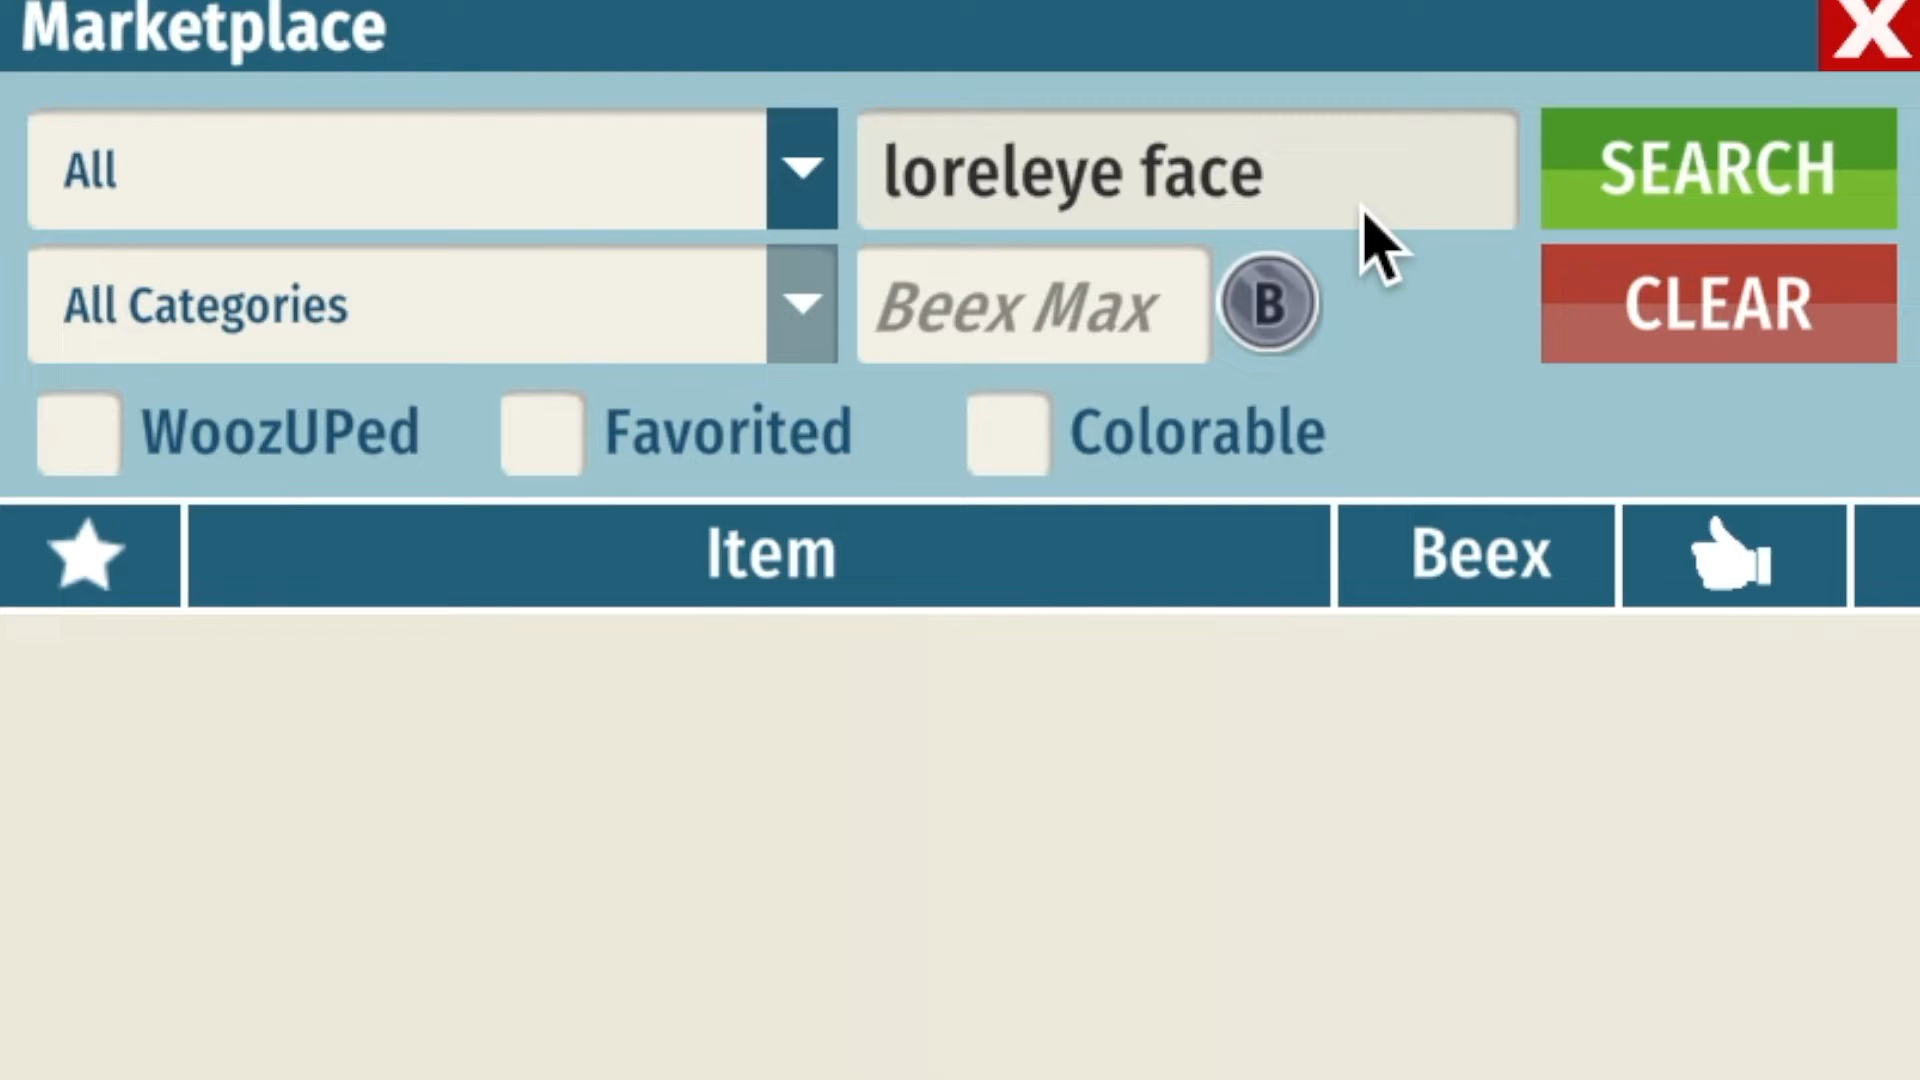 Marketplace
X
All
loreleye face
SEARCH
All Categories
Beex Max
B
CLEAR
WoozUPed
Favorited
Colorable
Item
Beex